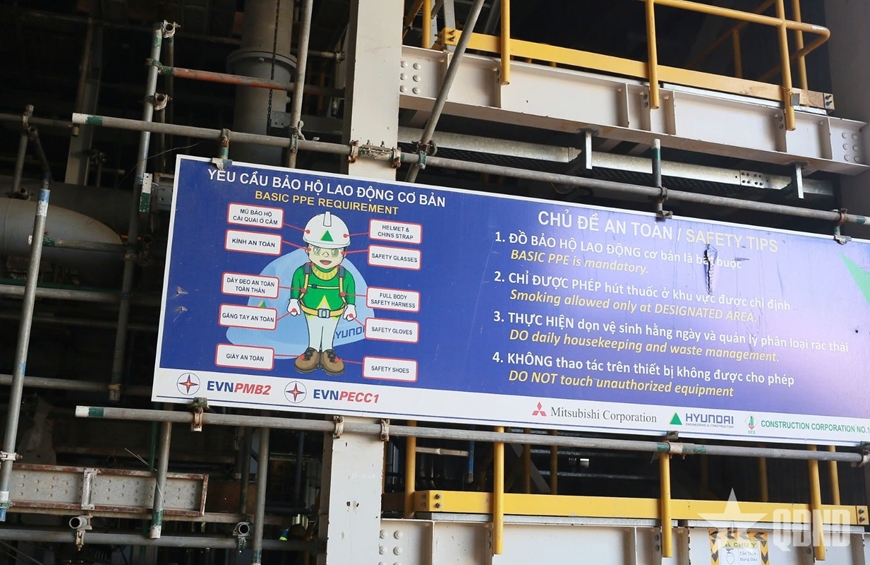 YÊU CẦU BẢO HỘ LAO ĐỘNG CƠ BẢN
BASIC PPE REQUIREMENT
MŨ BẢO HỘ
CÀI QUAI Ở CẰM
HELMET &
CHINS STRAP
KÍNH AN TOÀN
SAFETY GLASSES
DÂY ĐEO AN TOÀN
TOÀN THÂN
FULL BODY
SAFETY HARNESS
GĂNG TAY AN TOÀN
SAFETY GLOVES
GIÀY AN TOÀN
SAFETY SHOES
YUNDAI
EVNPMB2
EVNPECC1
CHỦ ĐỀ AN TOÀN / SAFETY TIPS
1. ĐỒ BẢO HỘ LAO ĐỘNG cơ bản là bắt buộc
BASIC PPE is mandatory.
2. CHỈ ĐƯỢC PHÉP hút thuốc ở khu vực được chỉ định
Smoking allowed only at DESIGNATED AREA.
3. THỰC HIỆN dọn vệ sinh hằng ngày và quản lý phân loại rác thải
DO daily housekeeping and waste management.
4. KHÔNG thao tác trên thiết bị không được cho phép
DO NOT touch unauthorized equipment
Mitsubishi Corporation
HYUNDAI
CONSTRUCTION CORPORATION NO.1
QĐND